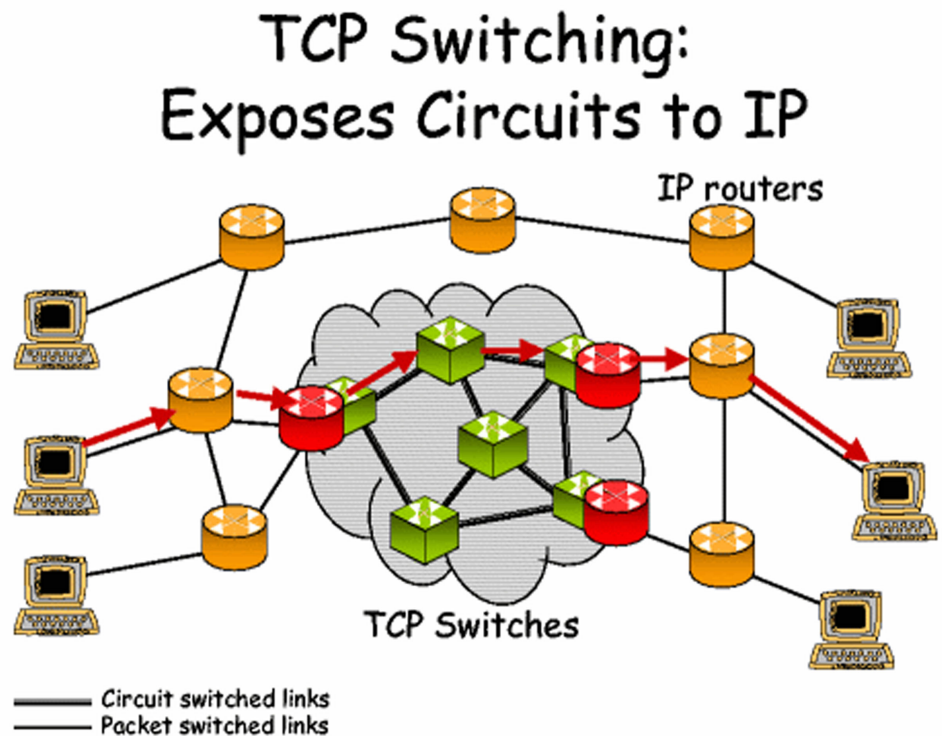 TCP Switching:
Exposes Circuits to IP
IP routers
TCP Switches
Circuit switched links
Packet switched links